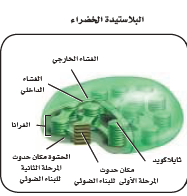 البلاستيدة الخضراء
الغشاء الخارجي
الغشاء
الداخلي
الغرانا
الحشوة مكان حدوث
المرحلة الثانية
للبناء الضوئي
مكان حدوث
المرحلة الأولى للبناء الضوئي
ثايلاكويد